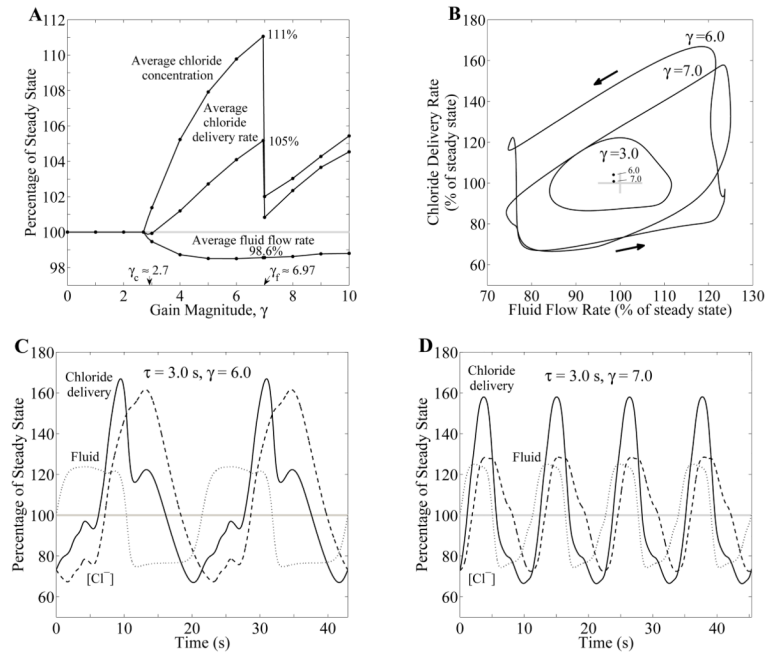 A
112
110
108
106
104
102
100
98
Percentage of Steady State
Average chloride
concentration
111%
Average
chloride
delivery rate
105%
Average fluid flow rate
98.6%
γc ≈ 2.7
γf ≈ 6.97
0 2 4 6 8 10
Gain Magnitude, γ
B
180
160
140
120
100
80
60
Chloride Delivery Rate
(% of steady state)
γ=6.0
γ=7.0
γ=3.0
6.0
7.0
70 80 90 100 110 120 130
Fluid Flow Rate (% of steady state)
C
180
160
140
120
100
80
60
Percentage of Steady State
Chloride
delivery
τ = 3.0 s, γ = 6.0
Fluid
[Cl⁻]
0 10 20 30 40
Time (s)
D
180
160
140
120
100
80
60
Percentage of Steady State
Chloride
delivery
τ = 3.0 s, γ = 7.0
Fluid
[Cl⁻]
0 5 10 15 20 25 30 35 40 45
Time (s)